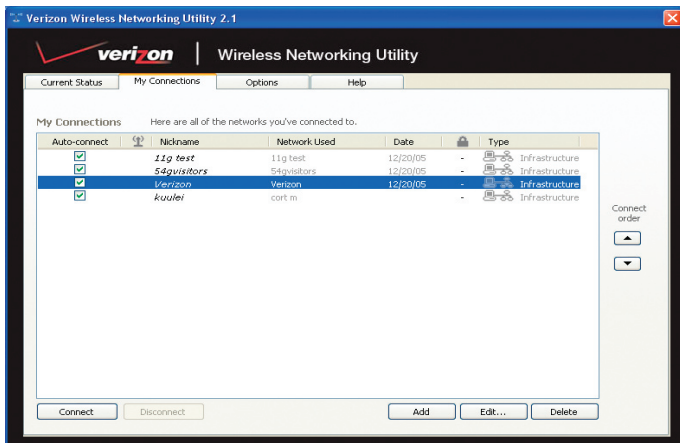 Verizon Wireless Networking Utility 2.1
verizon | Wireless Networking Utility
Current Status My Connections Options Help
My Connections Here are all of the networks you've connected to.
Auto-connect Nickname Network Used Date Type
11g test 11g test 12/20/05 - Infrastructure
54gvisitors 54gvisitors 12/20/05 - Infrastructure
Verizon Verizon 12/20/05 - Infrastructure
kuulei cort m - Infrastructure
Connect
order
Connect Disconnect Add Edit... Delete